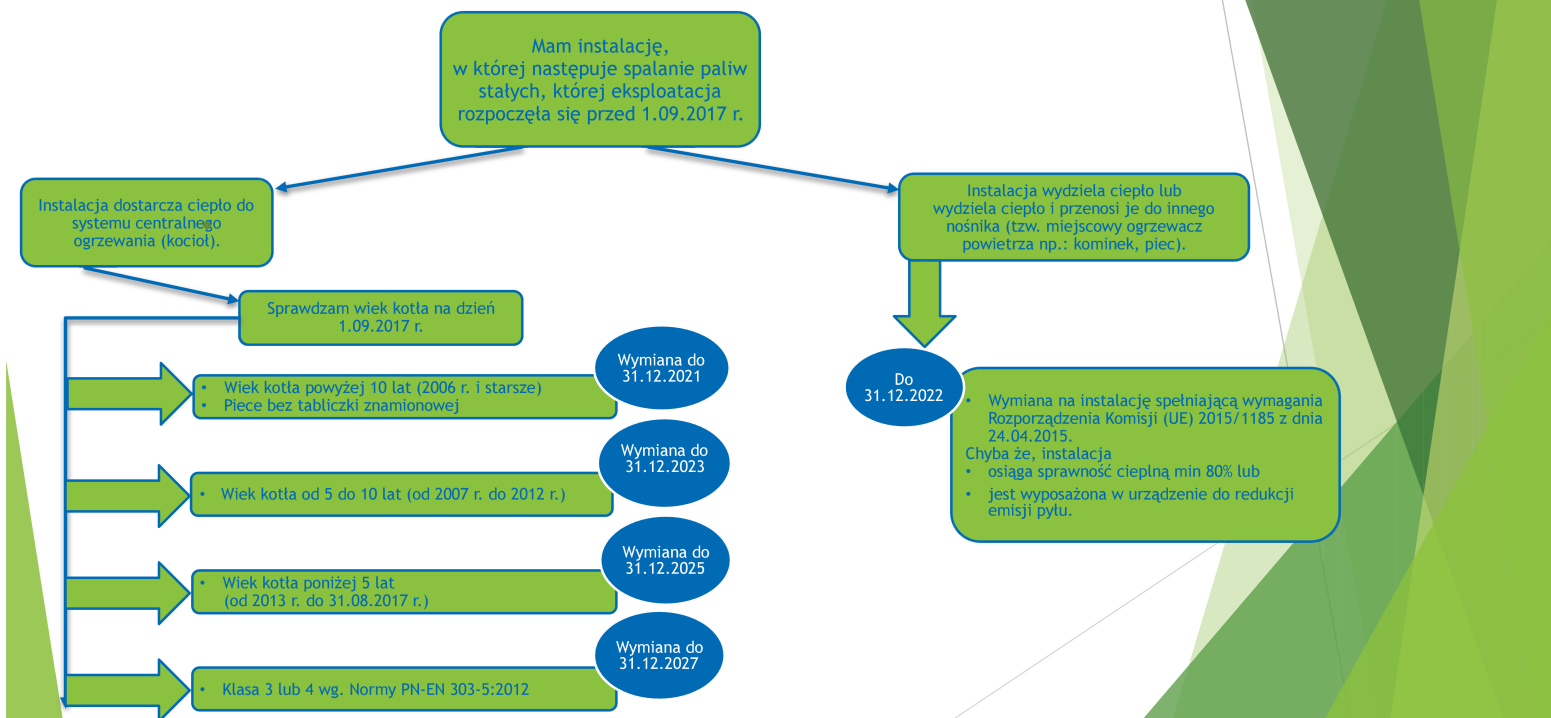 Mam instalację,
w której następuje spalanie paliw
stałych, której eksploatacja
rozpoczęła się przed 1.09.2017 r.
Instalacja dostarcza ciepło do
systemu centralnego
ogrzewania (kocioł).
Sprawdzam wiek kotła na dzień
1.09.2017 r.
• Wiek kotła powyżej 10 lat (2006 r. i starsze)
• Piece bez tabliczki znamionowej
Wymiana do
31.12.2021
• Wiek kotła od 5 do 10 lat (od 2007 r. do 2012 r.)
Wymiana do
31.12.2023
• Wiek kotła poniżej 5 lat
(od 2013 r. do 31.08.2017 r.)
Wymiana do
31.12.2025
• Klasa 3 lub 4 wg. Normy PN-EN 303-5:2012
Wymiana do
31.12.2027
Instalacja wydziela ciepło lub
wydziela ciepło i przenosi je do innego
nośnika (tzw. miejscowy ogrzewacz
powietrza np.: kominek, piec).
Do
31.12.2022
• Wymiana na instalację spełniającą wymagania
Rozporządzenia Komisji (UE) 2015/1185 z dnia
24.04.2015.
Chyba że, instalacja
• osiąga sprawność cieplną min 80% lub
• jest wyposażona w urządzenie do redukcji
emisji pyłu.